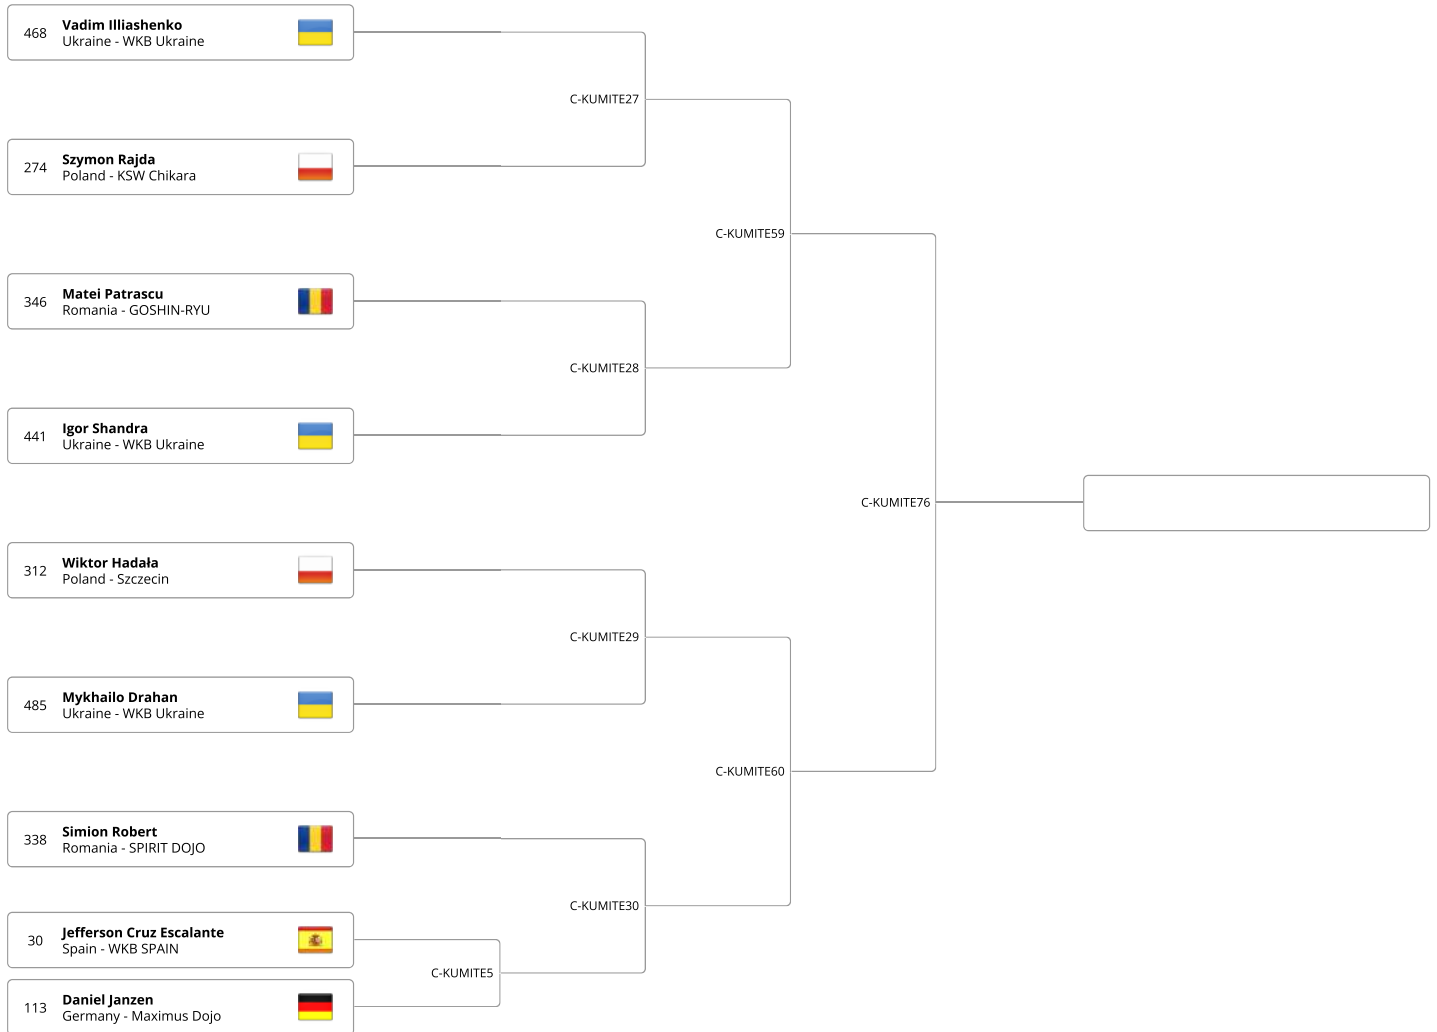 468
Vadim Illiashenko
Ukraine - WKB Ukraine
C-KUMITE27
274
Szymon Rajda
Poland - KSW Chikara
C-KUMITE59
346
Matei Patrascu
Romania - GOSHIN-RYU
C-KUMITE28
441
Igor Shandra
Ukraine - WKB Ukraine
C-KUMITE76
312
Wiktor Hadała
Poland - Szczecin
C-KUMITE29
485
Mykhailo Drahan
Ukraine - WKB Ukraine
C-KUMITE60
338
Simion Robert
Romania - SPIRIT DOJO
C-KUMITE30
30
Jefferson Cruz Escalante
Spain - WKB SPAIN
C-KUMITE5
113
Daniel Janzen
Germany - Maximus Dojo